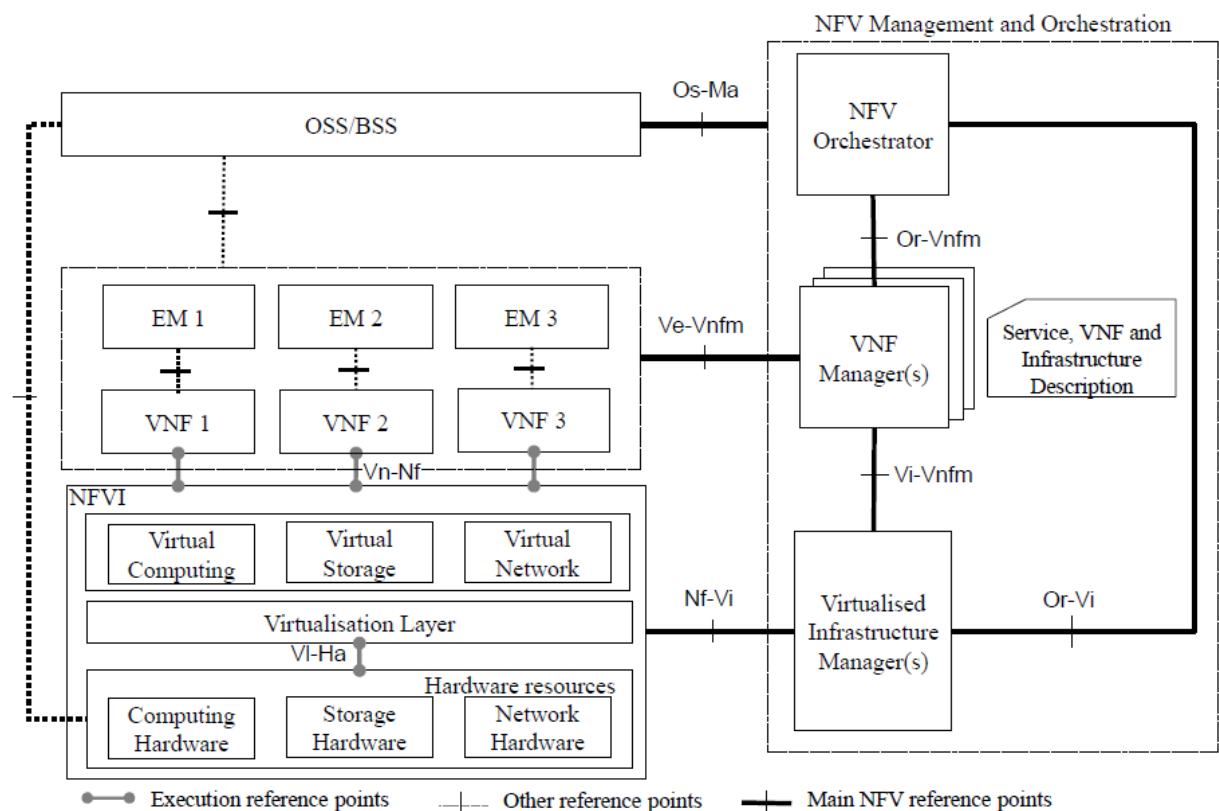 NFV Management and Orchestration
Os-Ma
OSS/BSS
NFV
Orchestrator
Or-Vnfm
EM 1
EM 2
EM 3
Ve-Vnfm
VNF
Manager(s)
Service, VNF and
Infrastructure
Description
VNF 1
VNF 2
VNF 3
Vn-Nf
Vi-Vnfm
NFVI
Virtual
Computing
Virtual
Storage
Virtual
Network
Nf-Vi
Virtualised
Infrastructure
Manager(s)
Or-Vi
Virtualisation Layer
Vl-Ha
Hardware resources
Computing
Hardware
Storage
Hardware
Network
Hardware
Execution reference points
Other reference points
Main NFV reference points